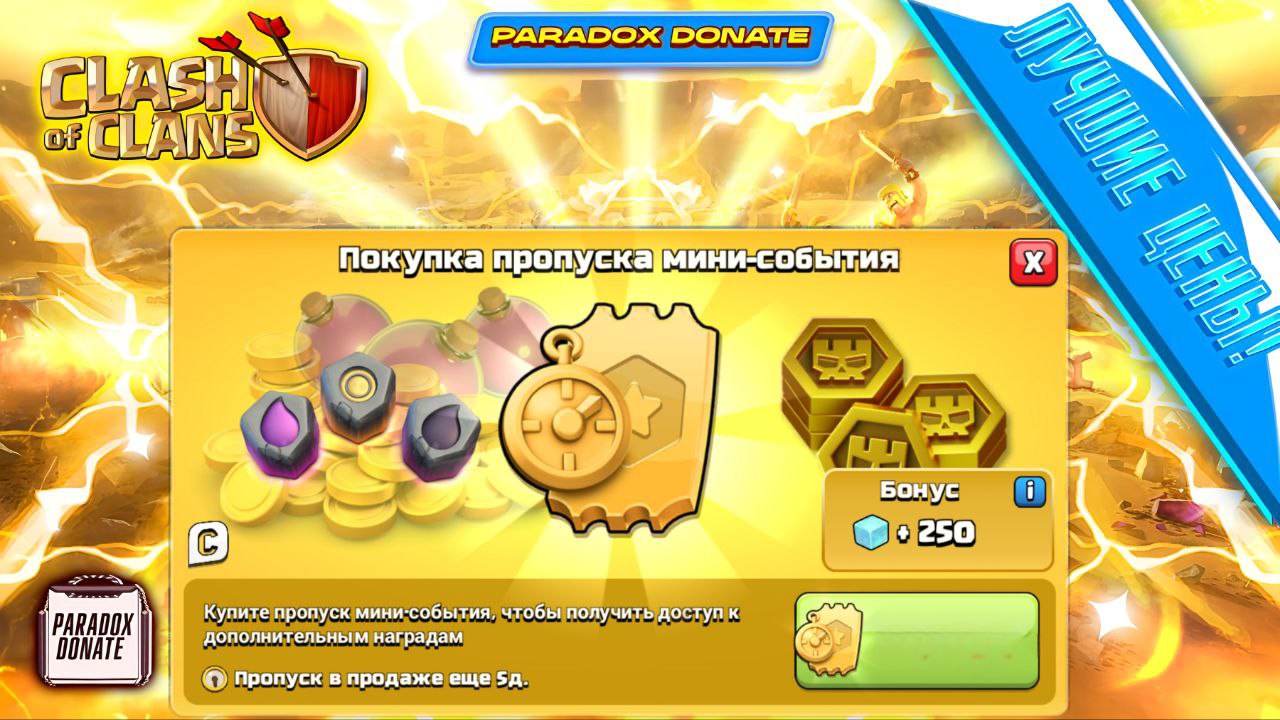 CLASH
OF CLANS
PARADOX DONATE
ЛУЧШИЕ ЦЕНЫ!
Покупка пропуска мини-события
X
Бонус
i
+ 250
C
Купите пропуск мини-события, чтобы получить доступ к
дополнительным наградам
Пропуск в продаже еще 5д.
PARADOX
DONATE